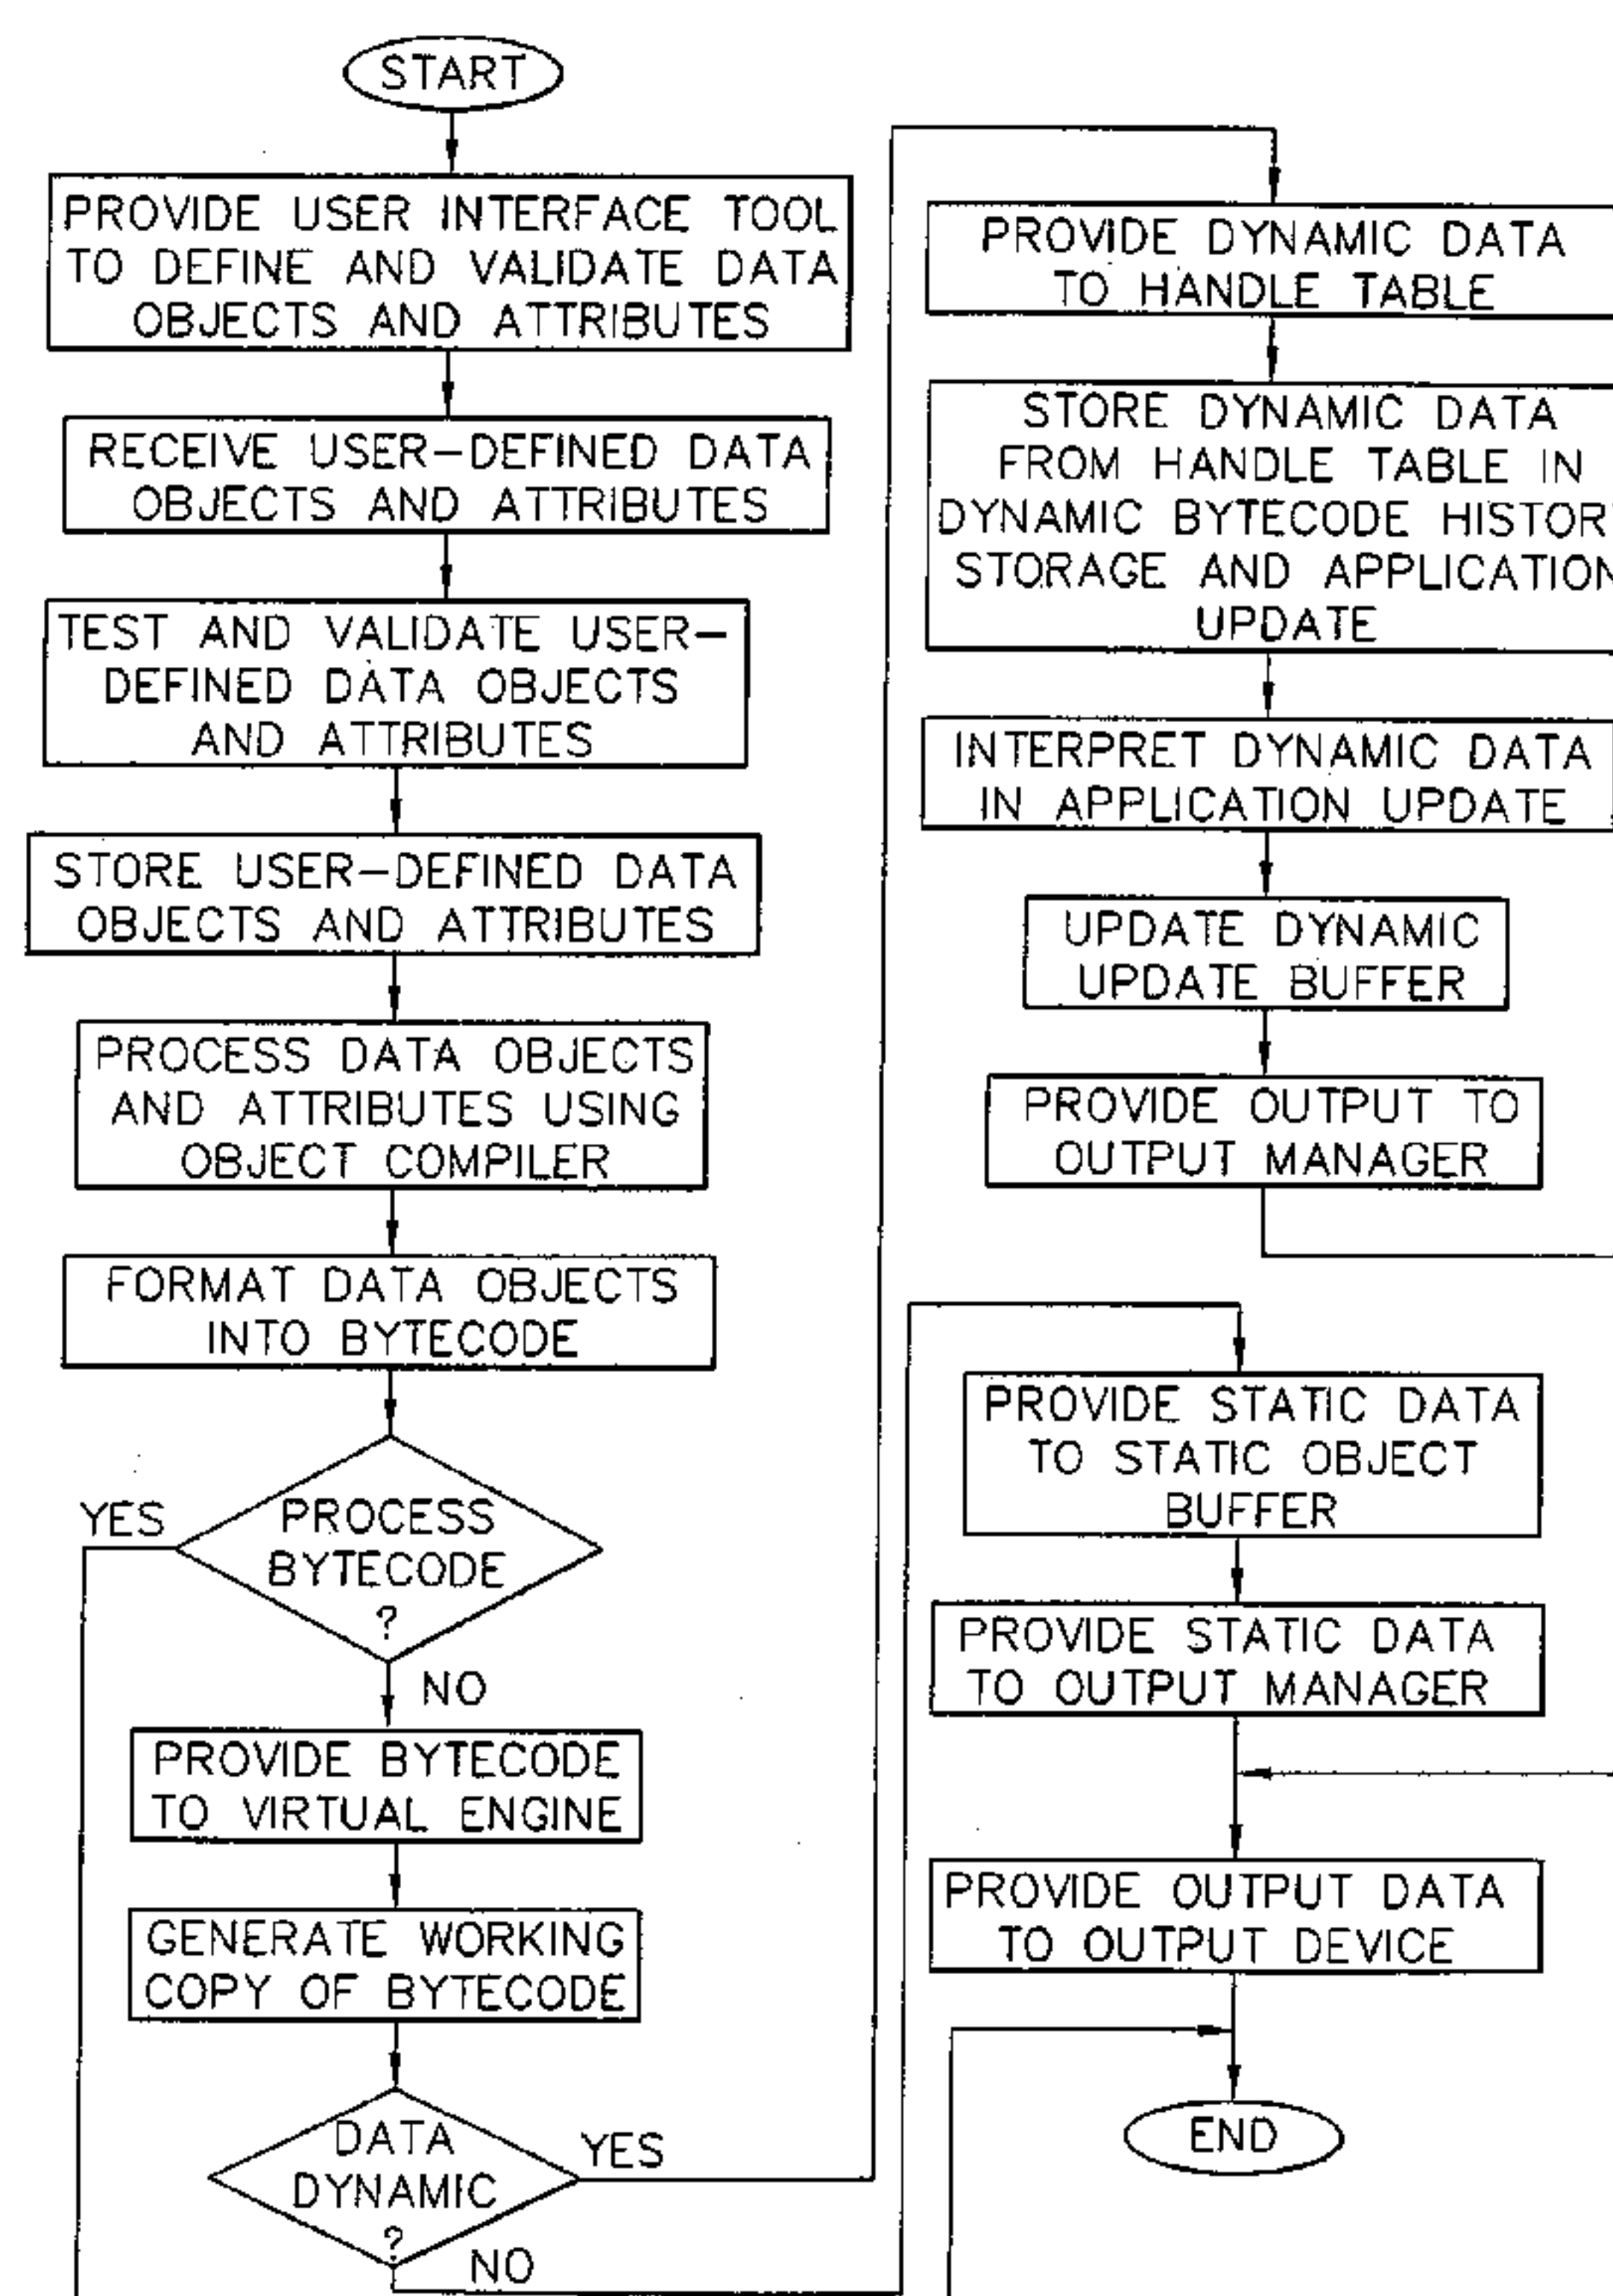 START
PROVIDE USER INTERFACE TOOL
TO DEFINE AND VALIDATE DATA
OBJECTS AND ATTRIBUTES
RECEIVE USER-DEFINED DATA
OBJECTS AND ATTRIBUTES
TEST AND VALIDATE USER-
DEFINED DATA OBJECTS
AND ATTRIBUTES
STORE USER-DEFINED DATA
OBJECTS AND ATTRIBUTES
PROCESS DATA OBJECTS
AND ATTRIBUTES USING
OBJECT COMPILER
FORMAT DATA OBJECTS
INTO BYTECODE
YES
PROCESS
BYTECODE
?
NO
PROVIDE BYTECODE
TO VIRTUAL ENGINE
GENERATE WORKING
COPY OF BYTECODE
DATA
DYNAMIC
?
YES
NO
PROVIDE DYNAMIC DATA
TO HANDLE TABLE
STORE DYNAMIC DATA
FROM HANDLE TABLE IN
DYNAMIC BYTECODE HISTOR
STORAGE AND APPLICATION
UPDATE
INTERPRET DYNAMIC DATA
IN APPLICATION UPDATE
UPDATE DYNAMIC
UPDATE BUFFER
PROVIDE OUTPUT TO
OUTPUT MANAGER
PROVIDE STATIC DATA
TO STATIC OBJECT
BUFFER
PROVIDE STATIC DATA
TO OUTPUT MANAGER
PROVIDE OUTPUT DATA
TO OUTPUT DEVICE
END